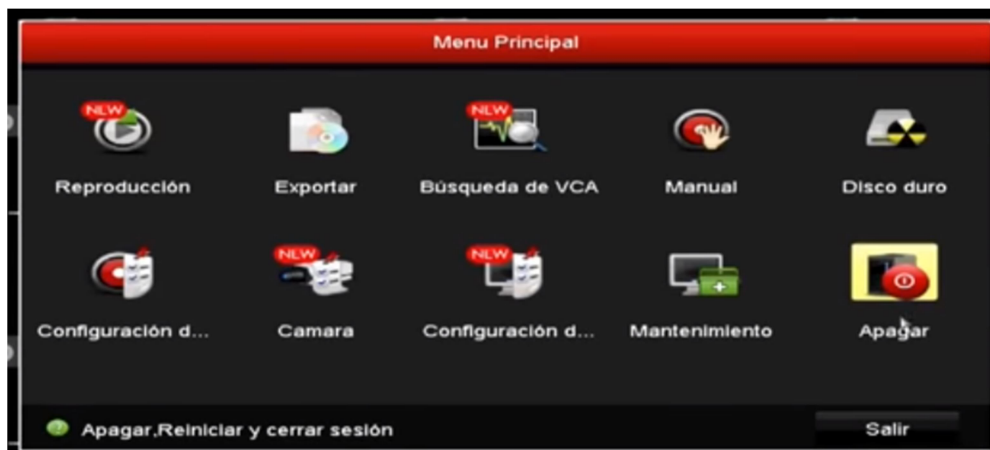 Menu Principal
NEW
NEW
Reproducción
Exportar
Búsqueda de VCA
Manual
Disco duro
NEW
NEW
Configuración d...
Camara
Configuración d...
Mantenimiento
Apagar
Apagar,Reiniciar y cerrar sesión
Salir